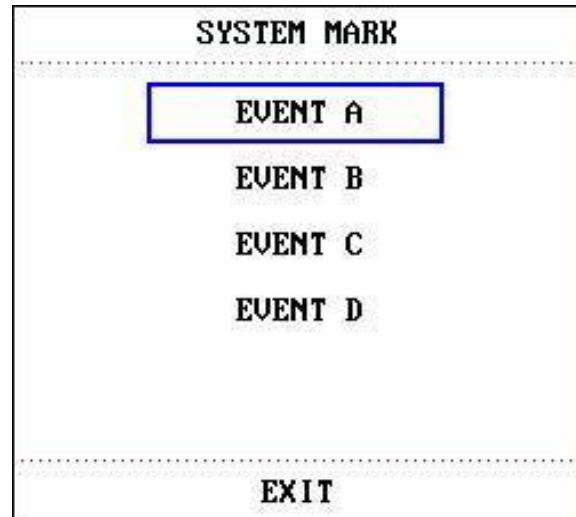 SYSTEM MARK
EVENT A
EVENT B
EVENT C
EVENT D
EXIT